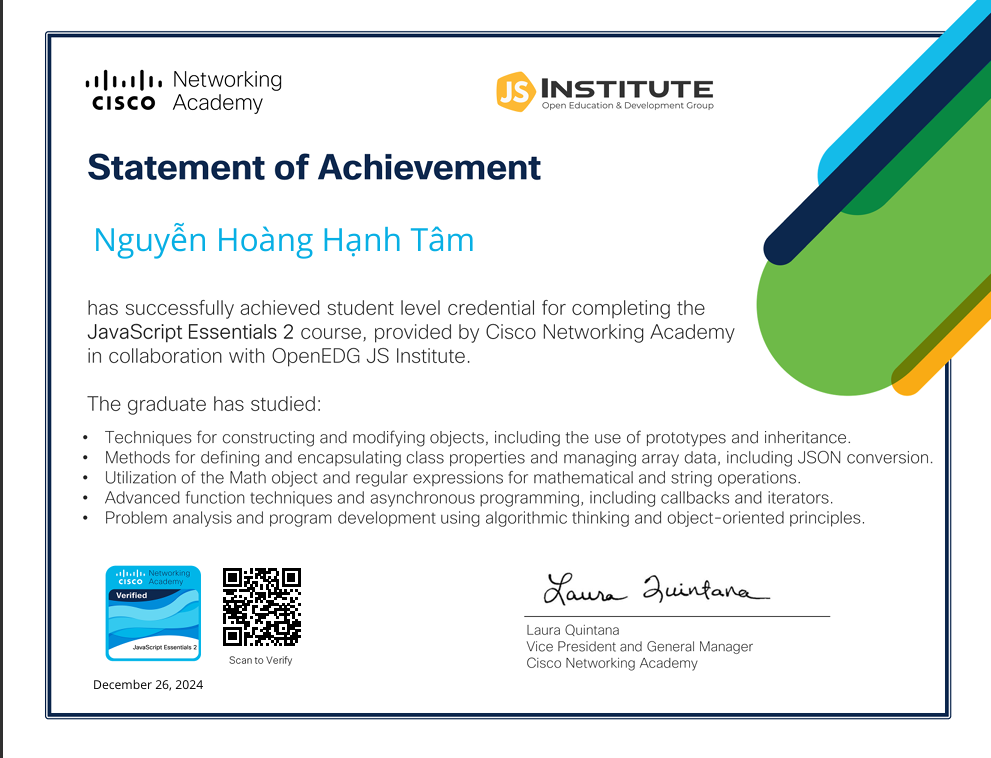 Networking
CISCO Academy
JS INSTITUTE
Open Education & Development Group
Statement of Achievement
Nguyễn Hoàng Hạnh Tâm
has successfully achieved student level credential for completing the
JavaScript Essentials 2 course, provided by Cisco Networking Academy
in collaboration with OpenEDG JS Institute.
The graduate has studied:
• Techniques for constructing and modifying objects, including the use of prototypes and inheritance.
• Methods for defining and encapsulating class properties and managing array data, including JSON conversion.
• Utilization of the Math object and regular expressions for mathematical and string operations.
• Advanced function techniques and asynchronous programming, including callbacks and iterators.
• Problem analysis and program development using algorithmic thinking and object-oriented principles.
Networking
CISCO Academy
Verified
JavaScript Essentials 2
Scan to Verify
December 26, 2024
Laura Quintana
Laura Quintana
Vice President and General Manager
Cisco Networking Academy